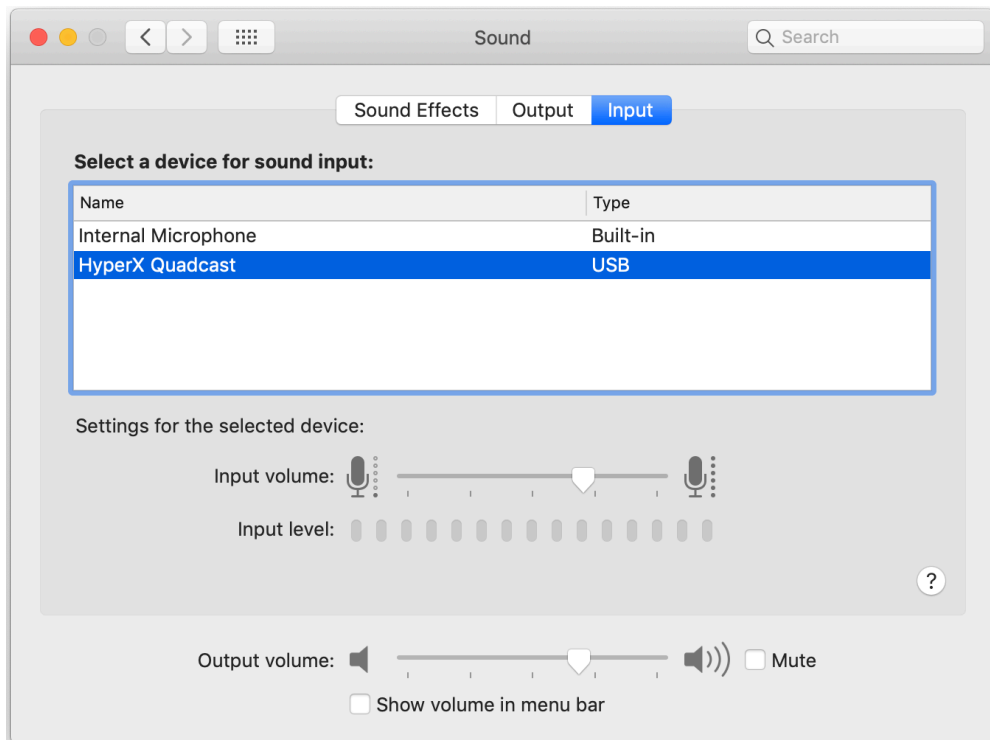 Sound
Search
Sound Effects Output Input
Select a device for sound input:
Name Type
Internal Microphone Built-in
HyperX Quadcast USB
Settings for the selected device:
Input volume:
Input level:
?
Output volume: Mute
Show volume in menu bar